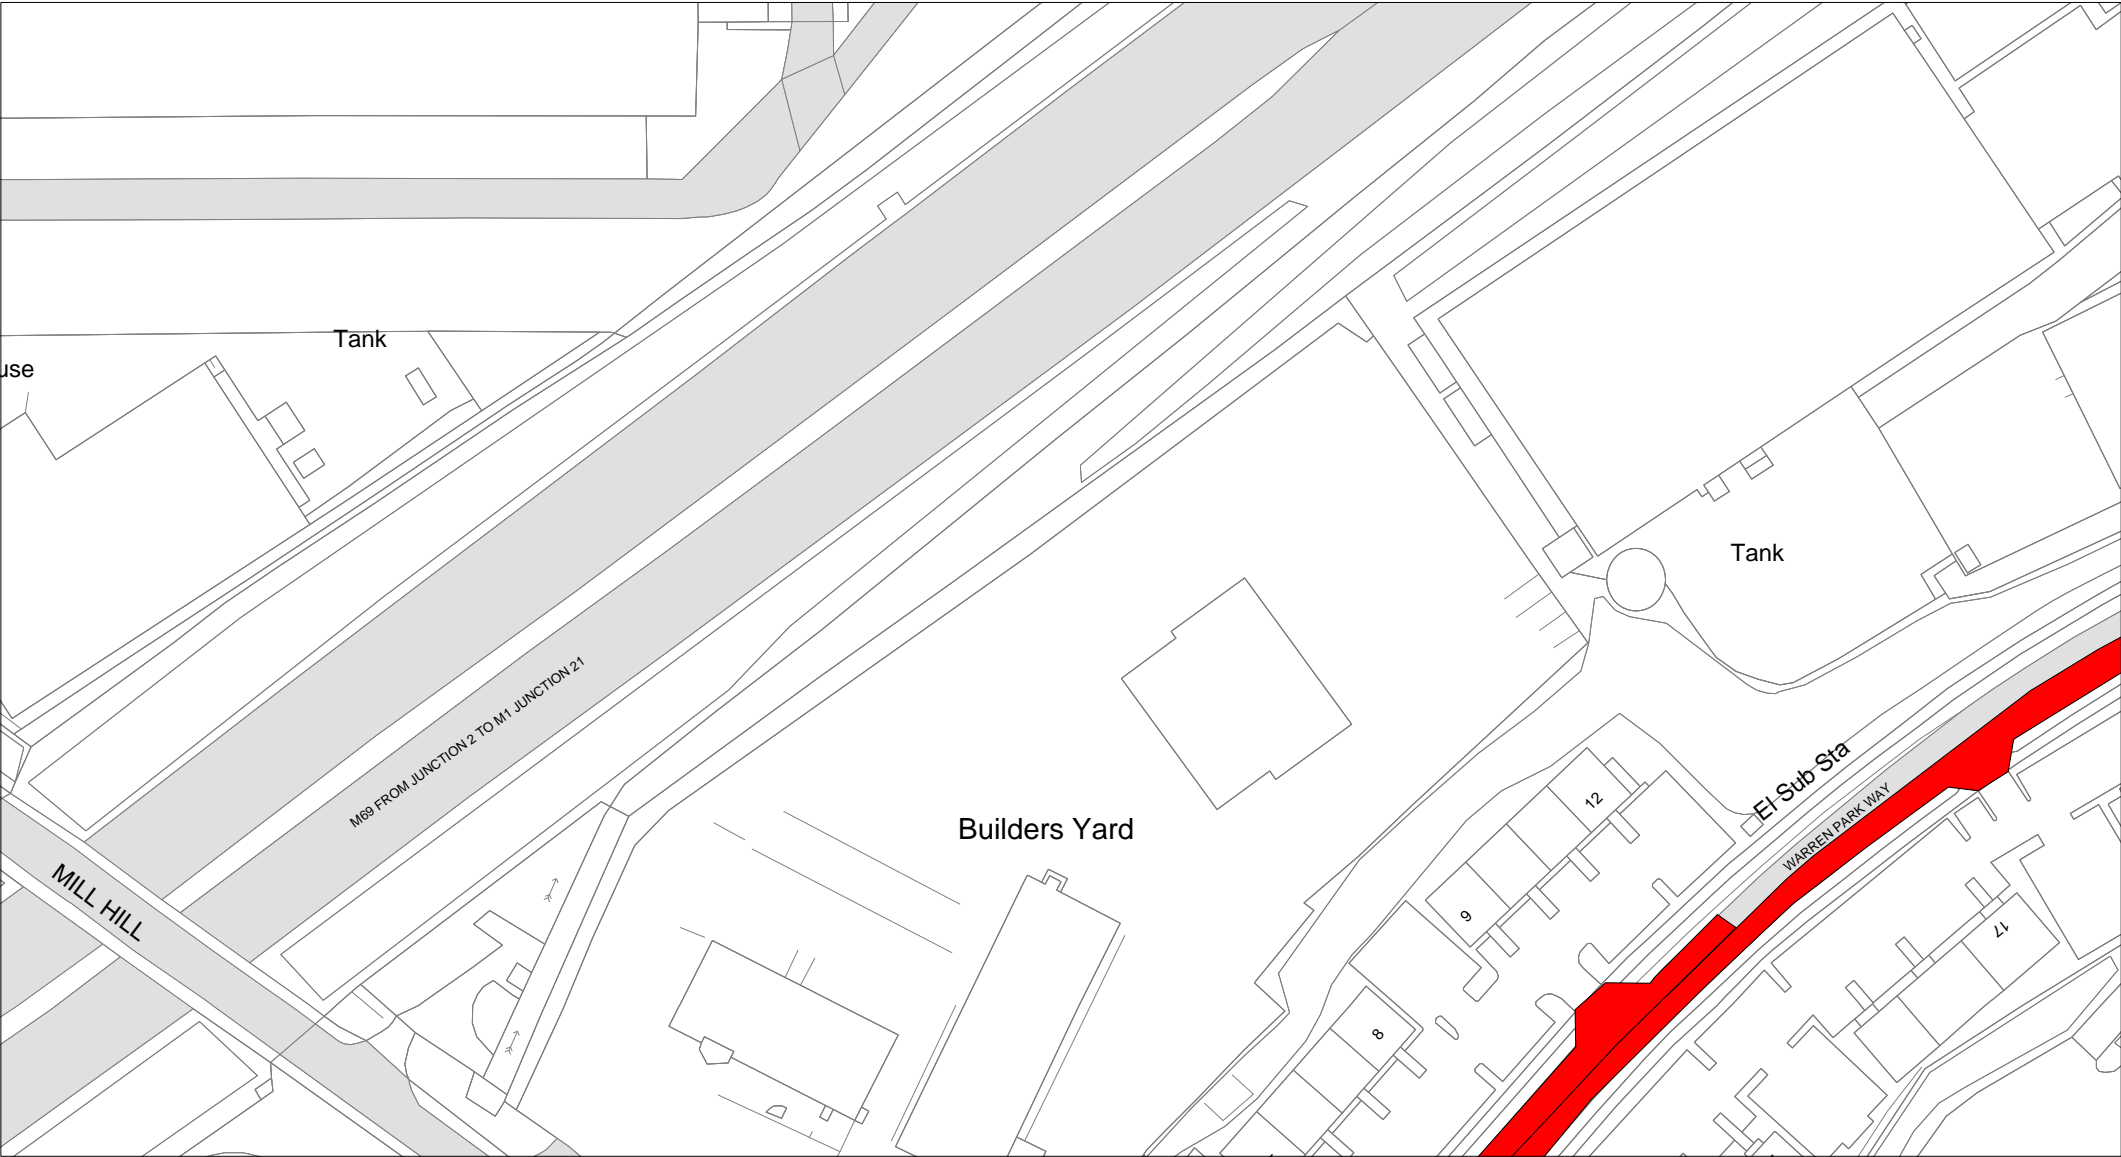 Tank
use
Tank
M69 FROM JUNCTION 2 TO M1 JUNCTION 21
El Sub Sta
WARREN PARK WAY
12
Builders Yard
MILL HILL
9
17
8